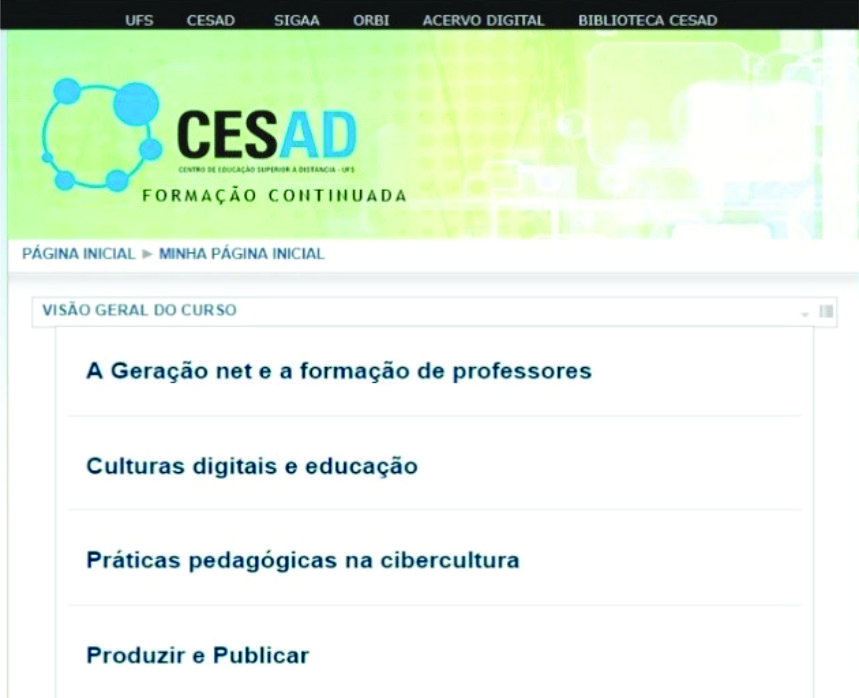 UFS CESAD SIGAA ORBI ACERVO DIGITAL BIBLIOTECA CESAD
CESAD
CENTRO DE EDUCAÇÃO SUPERIOR A DISTÂNCIA - UFS
FORMAÇÃO CONTINUADA
PÁGINA INICIAL ► MINHA PÁGINA INICIAL
VISÃO GERAL DO CURSO
A Geração net e a formação de professores
Culturas digitais e educação
Práticas pedagógicas na cibercultura
Produzir e Publicar